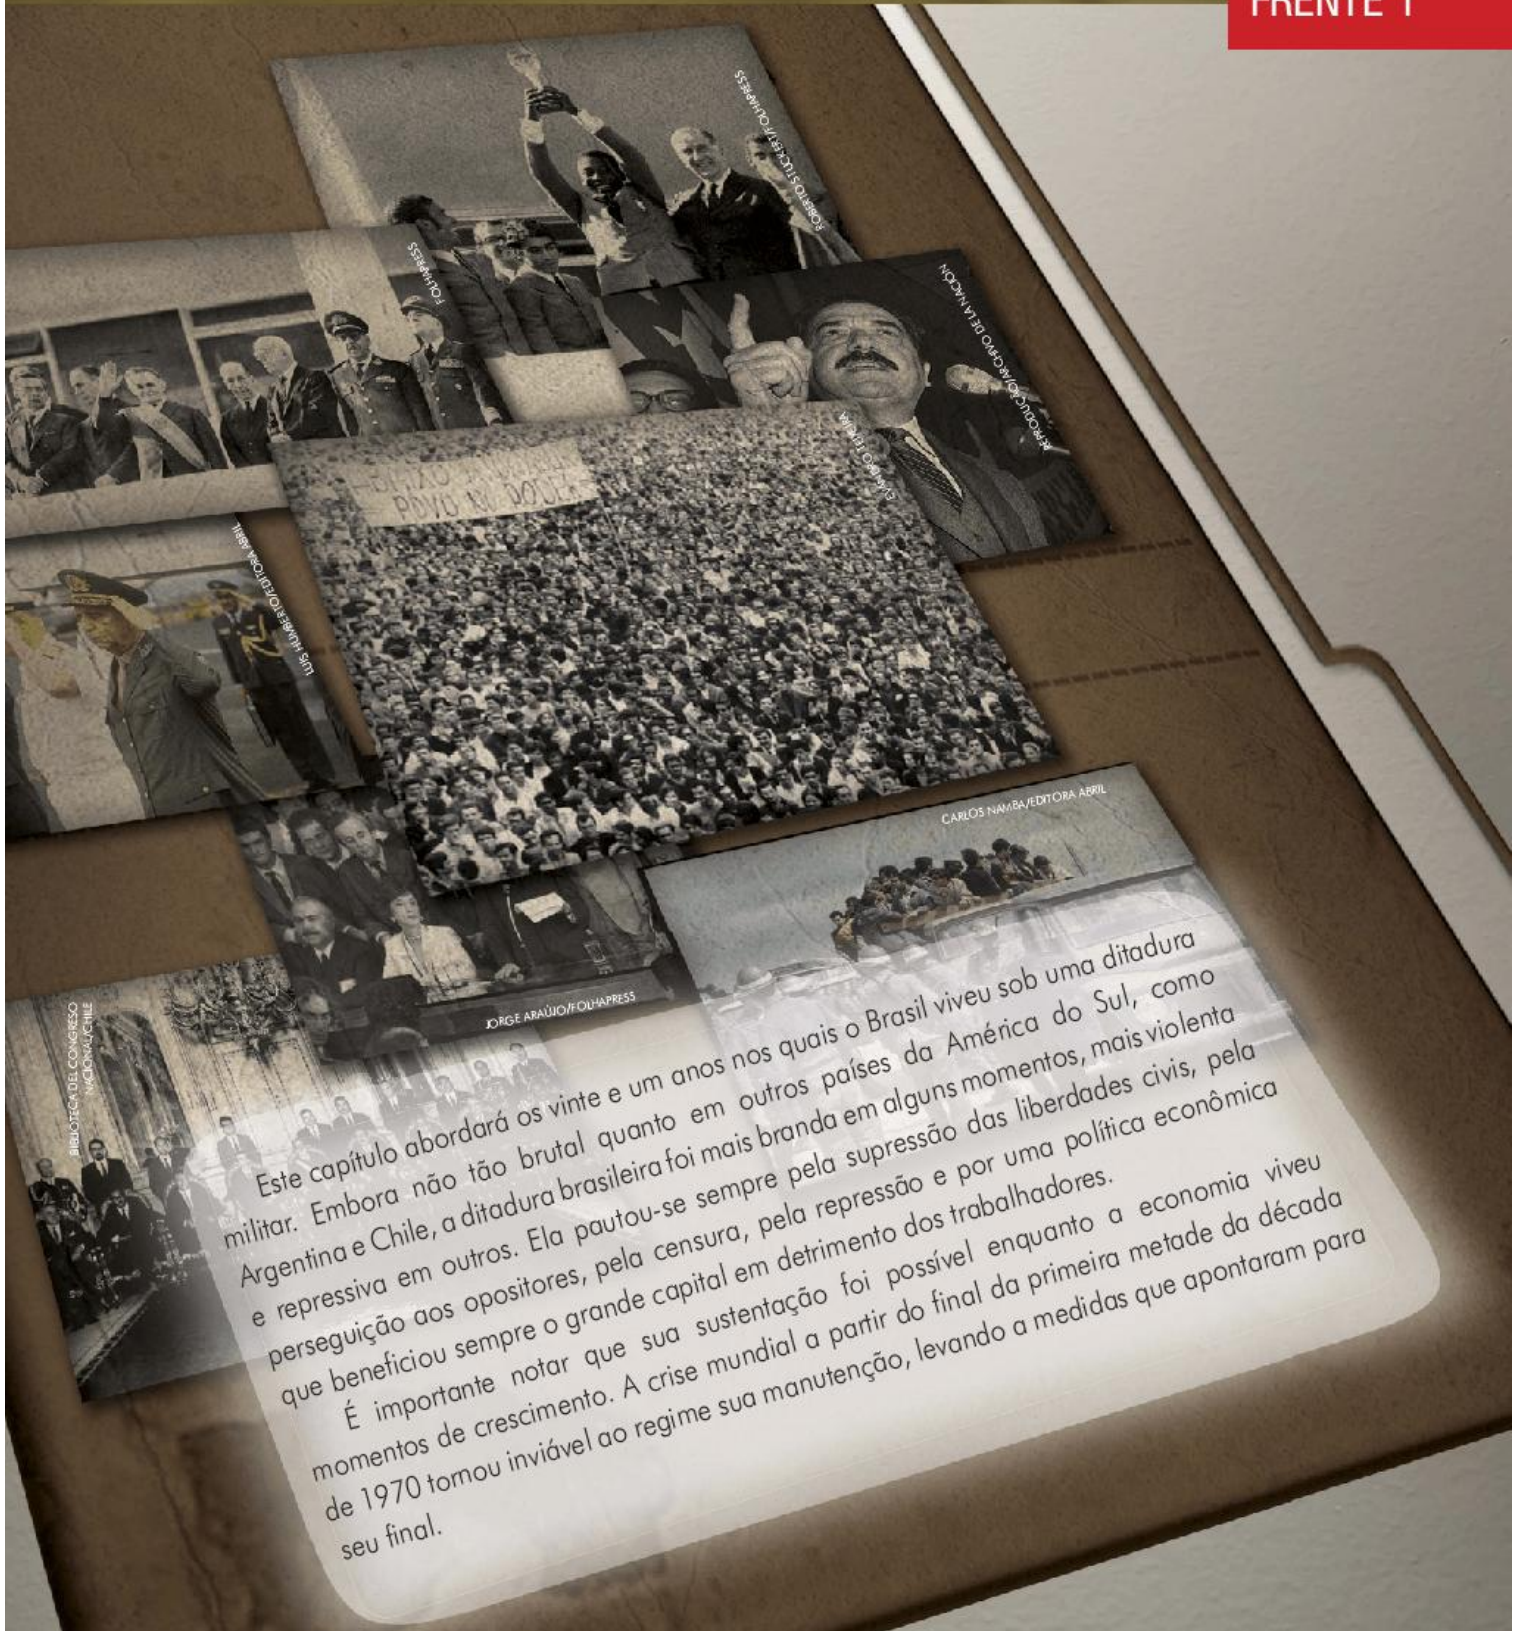 FRENTE 1
ROBERTO STUCKERT/FOLHAPRESS
FOLHAPRESS
REPRODUÇÃO/ARCHIVO DE LA NACIÓN
EVANDRO TEIXEIRA
ABAIXO A
POVO NO PODER
LUIS HUMBERTO/EDITORA ABRIL
CARLOS NAMBA/EDITORA ABRIL
JORGE ARAÚJO/FOLHAPRESS
BIBLIOTECA DEL CONGRESO
NACIONAL/CHILE
Este capítulo abordará os vinte e um anos nos quais o Brasil viveu sob uma ditadura
militar. Embora não tão brutal quanto em outros países da América do Sul, como
Argentina e Chile, a ditadura brasileira foi mais branda em alguns momentos, mais violenta
e repressiva em outros. Ela pautou-se sempre pela supressão das liberdades civis, pela
perseguição aos opositores, pela censura, pela repressão e por uma política econômica
que beneficiou sempre o grande capital em detrimento dos trabalhadores.
É importante notar que sua sustentação foi possível enquanto a economia viveu
momentos de crescimento. A crise mundial a partir do final da primeira metade da década
de 1970 tornou inviável ao regime sua manutenção, levando a medidas que apontaram para
seu final.